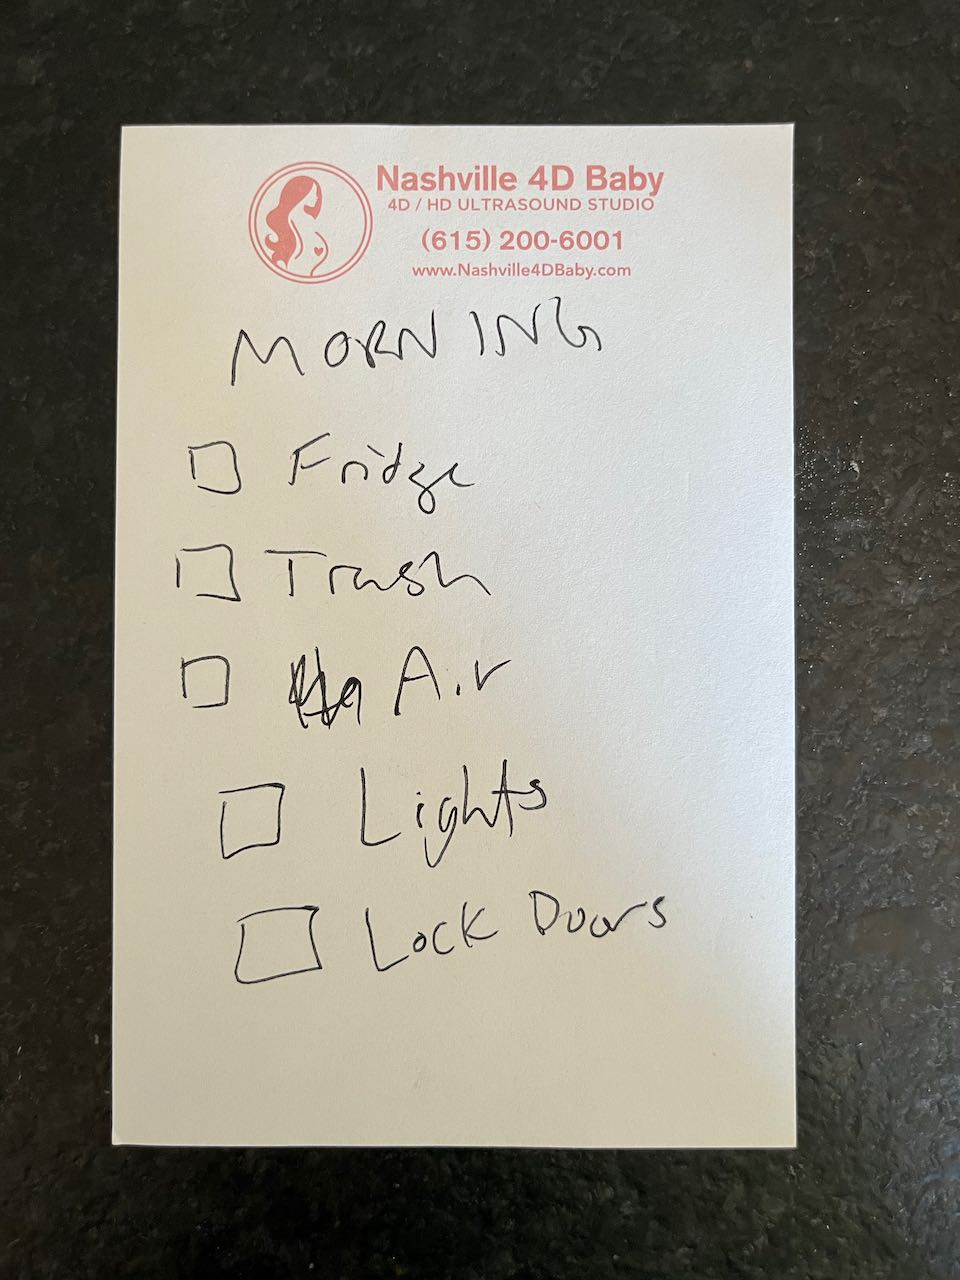 Nashville 4D Baby
4D / HD ULTRASOUND STUDIO
(615) 200-6001
www.Nashville4DBaby.com
MORNING
Fridge
Trash
Air
Lights
Lock Doors